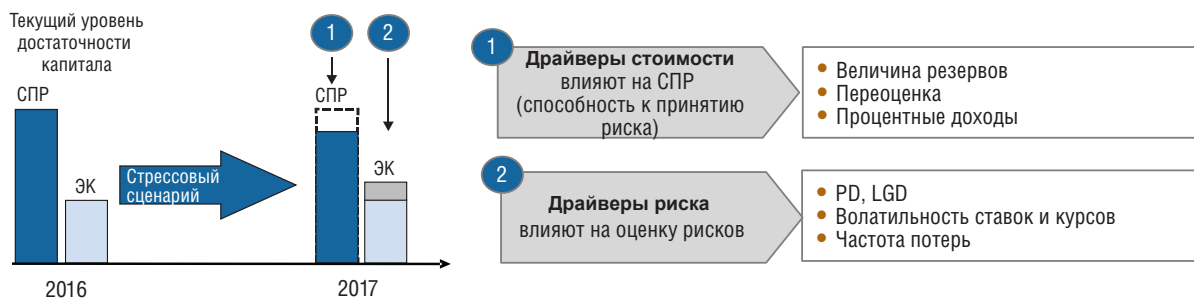 Текущий уровень
достаточности
капитала
СПР
ЭК
2016
Стрессовый
сценарий
1
2
СПР
ЭК
2017
1
Драйверы стоимости
влияют на СПР
(способность к принятию
риска)
• Величина резервов
• Переоценка
• Процентные доходы
2
Драйверы риска
влияют на оценку рисков
• PD, LGD
• Волатильность ставок и курсов
• Частота потерь